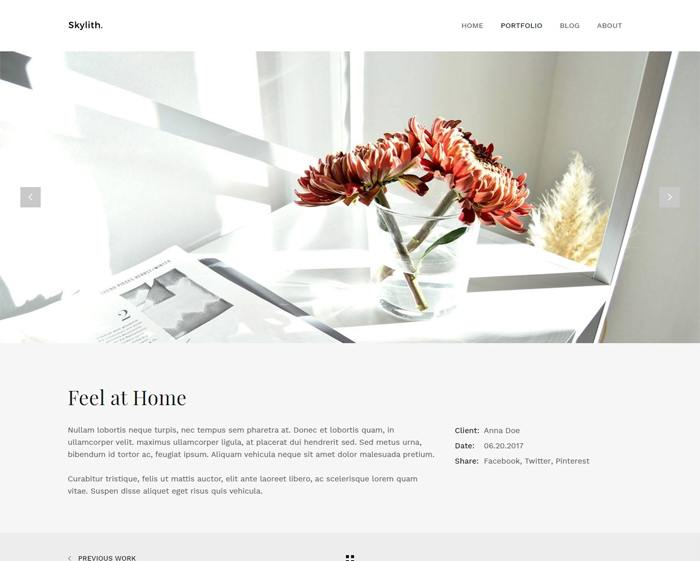 Skylith.
HOME PORTFOLIO BLOG ABOUT
2
Feel at Home
Nullam lobortis neque turpis, nec tempus sem pharetra at. Donec et lobortis quam, in
ullamcorper velit. maximus ullamcorper ligula, at placerat dui hendrerit sed. Sed metus urna,
bibendum id tortor ac, feugiat ipsum. Aliquam vehicula neque sit amet dolor malesuada pretium.
Curabitur tristique, felis ut mattis auctor, elit ante laoreet libero, ac scelerisque lorem quam
vitae. Suspen disse aliquet eget risus quis vehicula.
Client: Anna Doe
Date: 06.20.2017
Share: Facebook, Twitter, Pinterest
PREVIOUS WORK